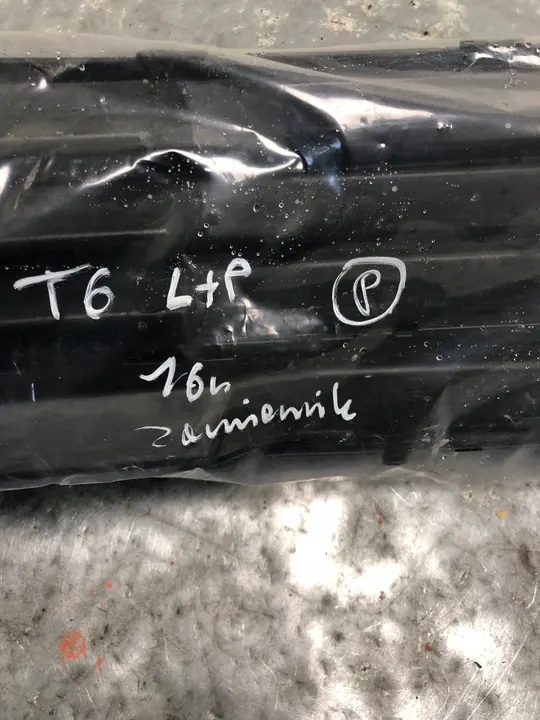 T6 L+P P
16r
zamiennik